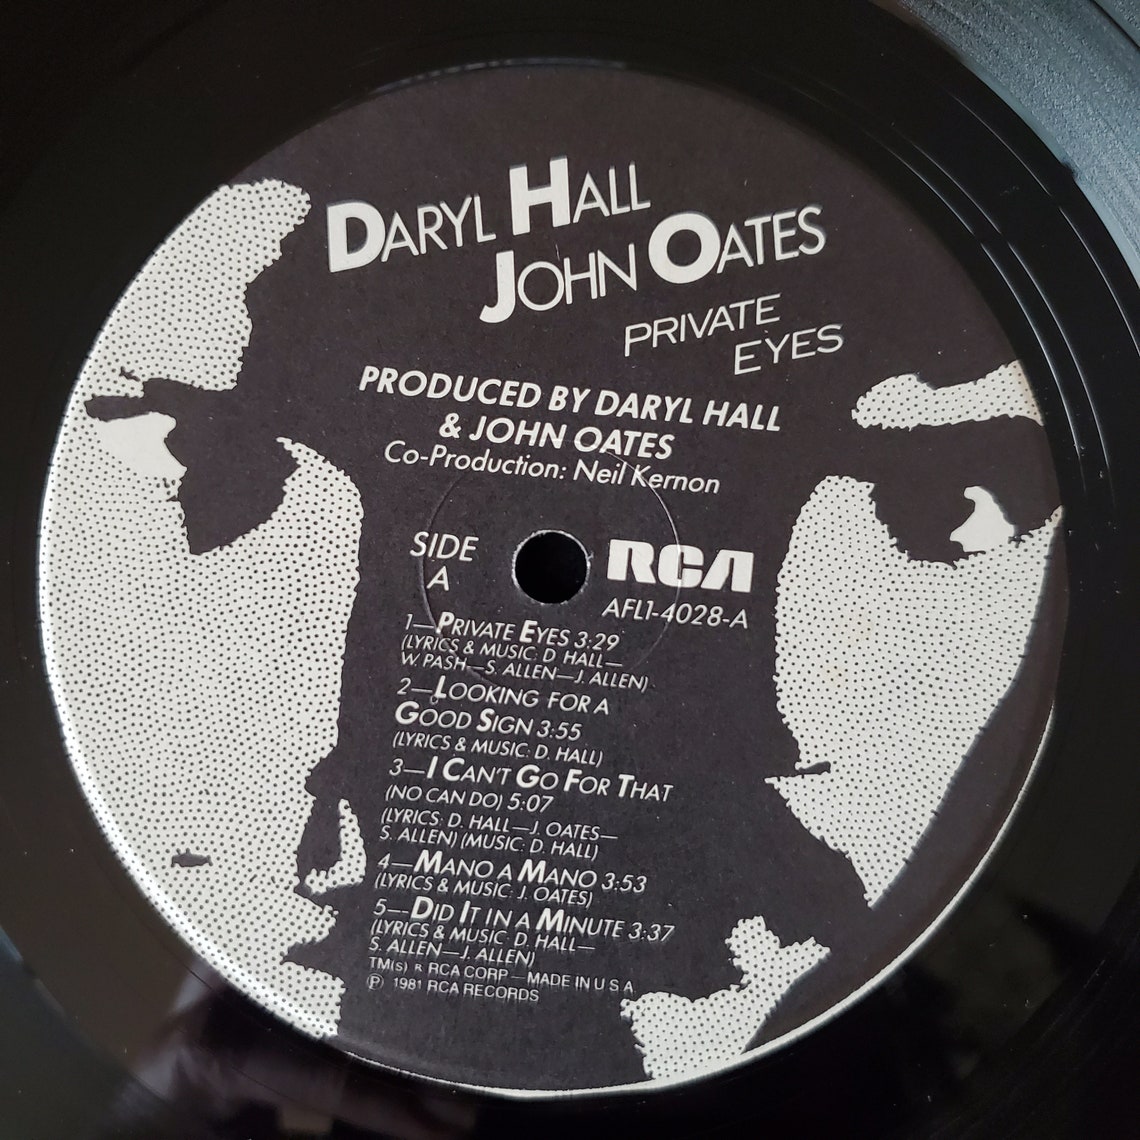 DARYL HALL
JOHN OATES
PRIVATE
EYES
PRODUCED BY DARYL HALL
& JOHN OATES
Co-Production: Neil Kernon
SIDE
A
RCA
AFL1-4028-A
1—PRIVATE EYES 3:29
(LYRICS & MUSIC: D. HALL—
W. PASH—S. ALLEN—J. ALLEN)
2—LOOKING FOR A
GOOD SIGN 3:55
(LYRICS & MUSIC: D. HALL)
3—I CAN'T GO FOR THAT
(NO CAN DO) 5:07
(LYRICS: D. HALL—J. OATES—
S. ALLEN) (MUSIC: D. HALL)
4—MANO A MANO 3:53
(LYRICS & MUSIC: J. OATES)
5—DID IT IN A MINUTE 3:37
(LYRICS & MUSIC: D. HALL—
S. ALLEN—J. ALLEN)
TM(s) ® RCA CORP—MADE IN U.S.A.
℗ 1981 RCA RECORDS